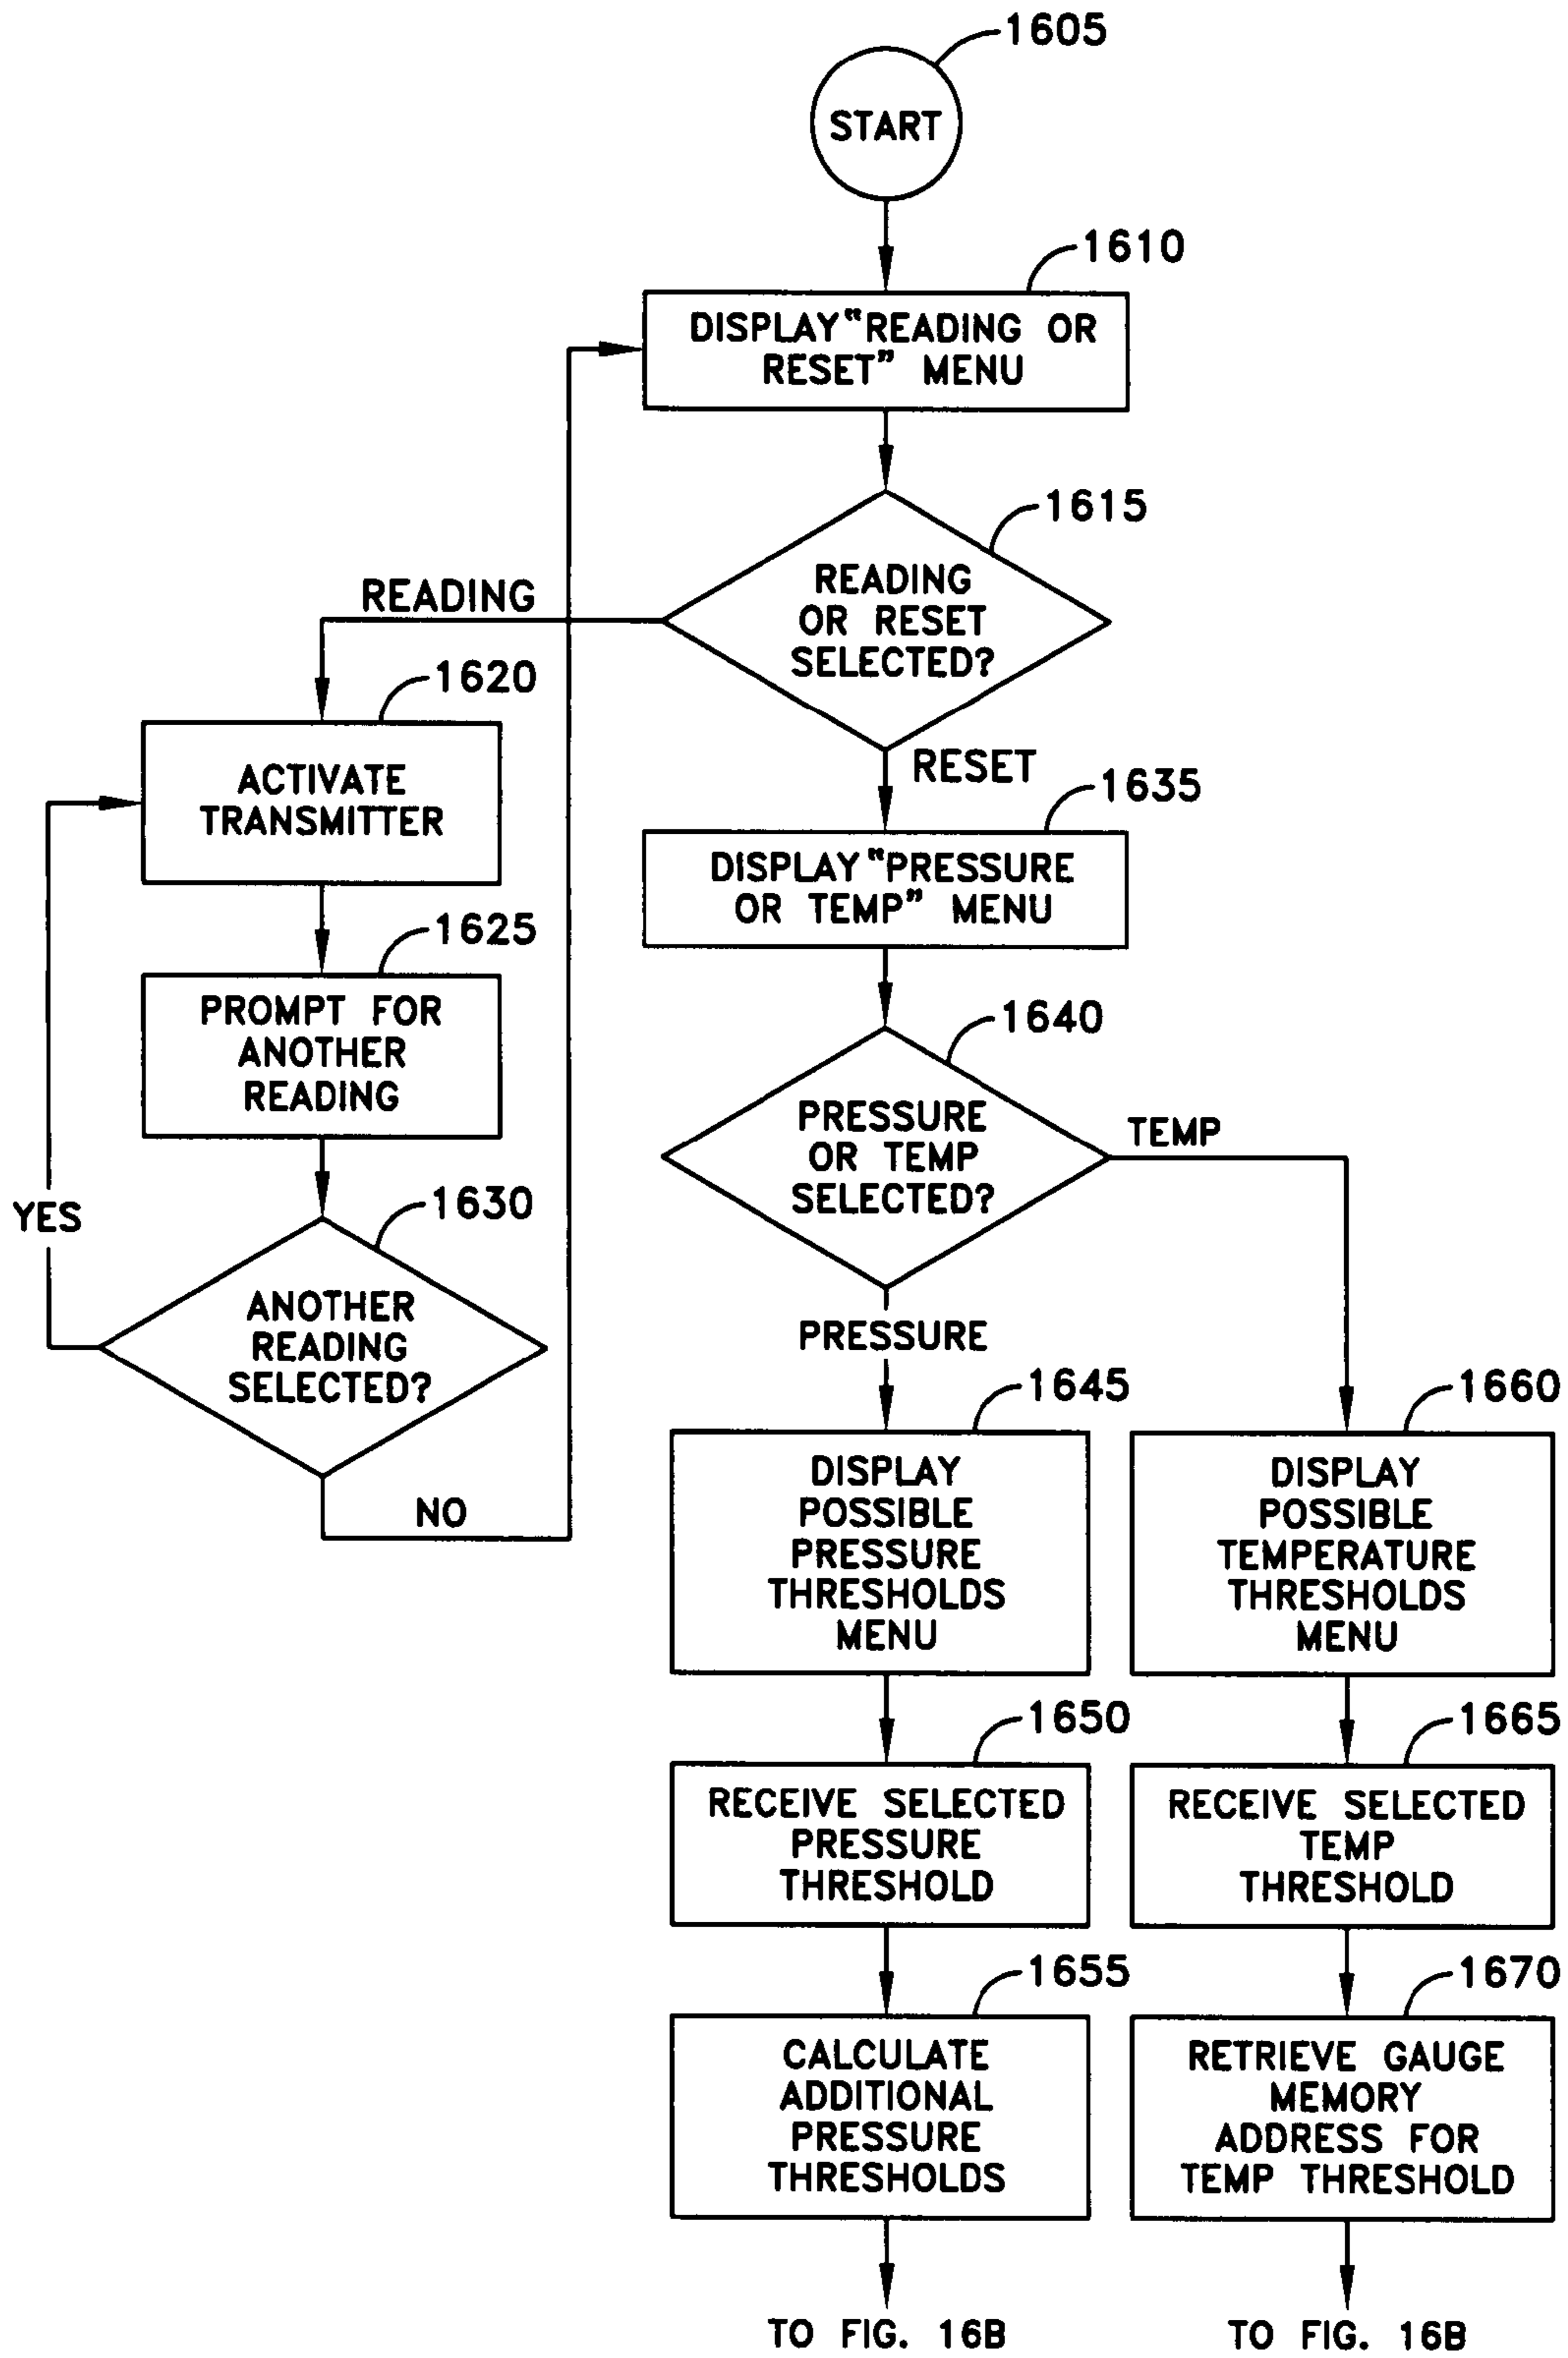 1605
START
1610
DISPLAY "READING OR
RESET" MENU
1615
READING
OR RESET
SELECTED?
READING
1620
ACTIVATE
TRANSMITTER
1625
PROMPT FOR
ANOTHER
READING
1630
YES
ANOTHER
READING
SELECTED?
NO
RESET
1635
DISPLAY "PRESSURE
OR TEMP" MENU
1640
PRESSURE
OR TEMP
SELECTED?
TEMP
PRESSURE
1645
DISPLAY
POSSIBLE
PRESSURE
THRESHOLDS
MENU
1650
RECEIVE SELECTED
PRESSURE
THRESHOLD
1655
CALCULATE
ADDITIONAL
PRESSURE
THRESHOLDS
TO FIG. 16B
1660
DISPLAY
POSSIBLE
TEMPERATURE
THRESHOLDS
MENU
1665
RECEIVE SELECTED
TEMP
THRESHOLD
1670
RETRIEVE GAUGE
MEMORY
ADDRESS FOR
TEMP THRESHOLD
TO FIG. 16B